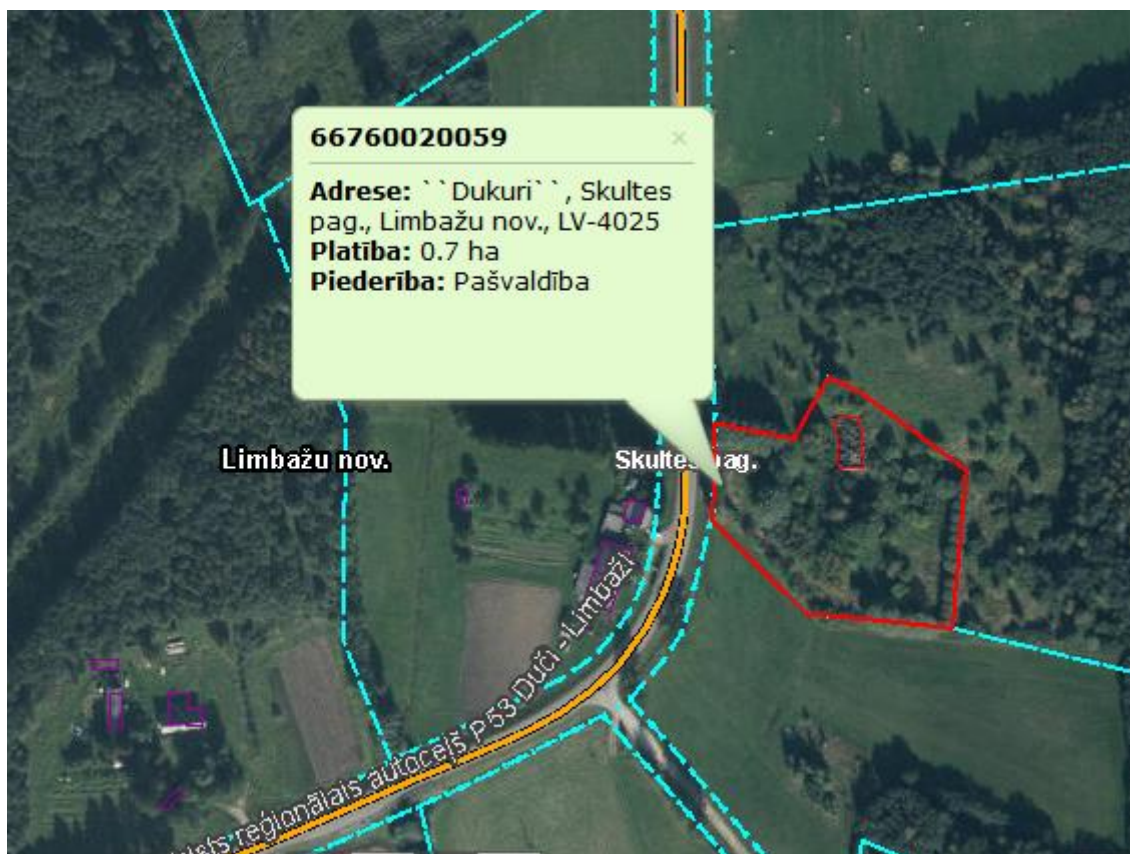 66760020059 ×
Adrese: ``Dukuri``, Skultes
pag., Limbažu nov., LV-4025
Platība: 0.7 ha
Piederība: Pašvaldība
Limbažu nov.
Skultes pag.
reģionālais autoceļš P53 Duči - Limbaži